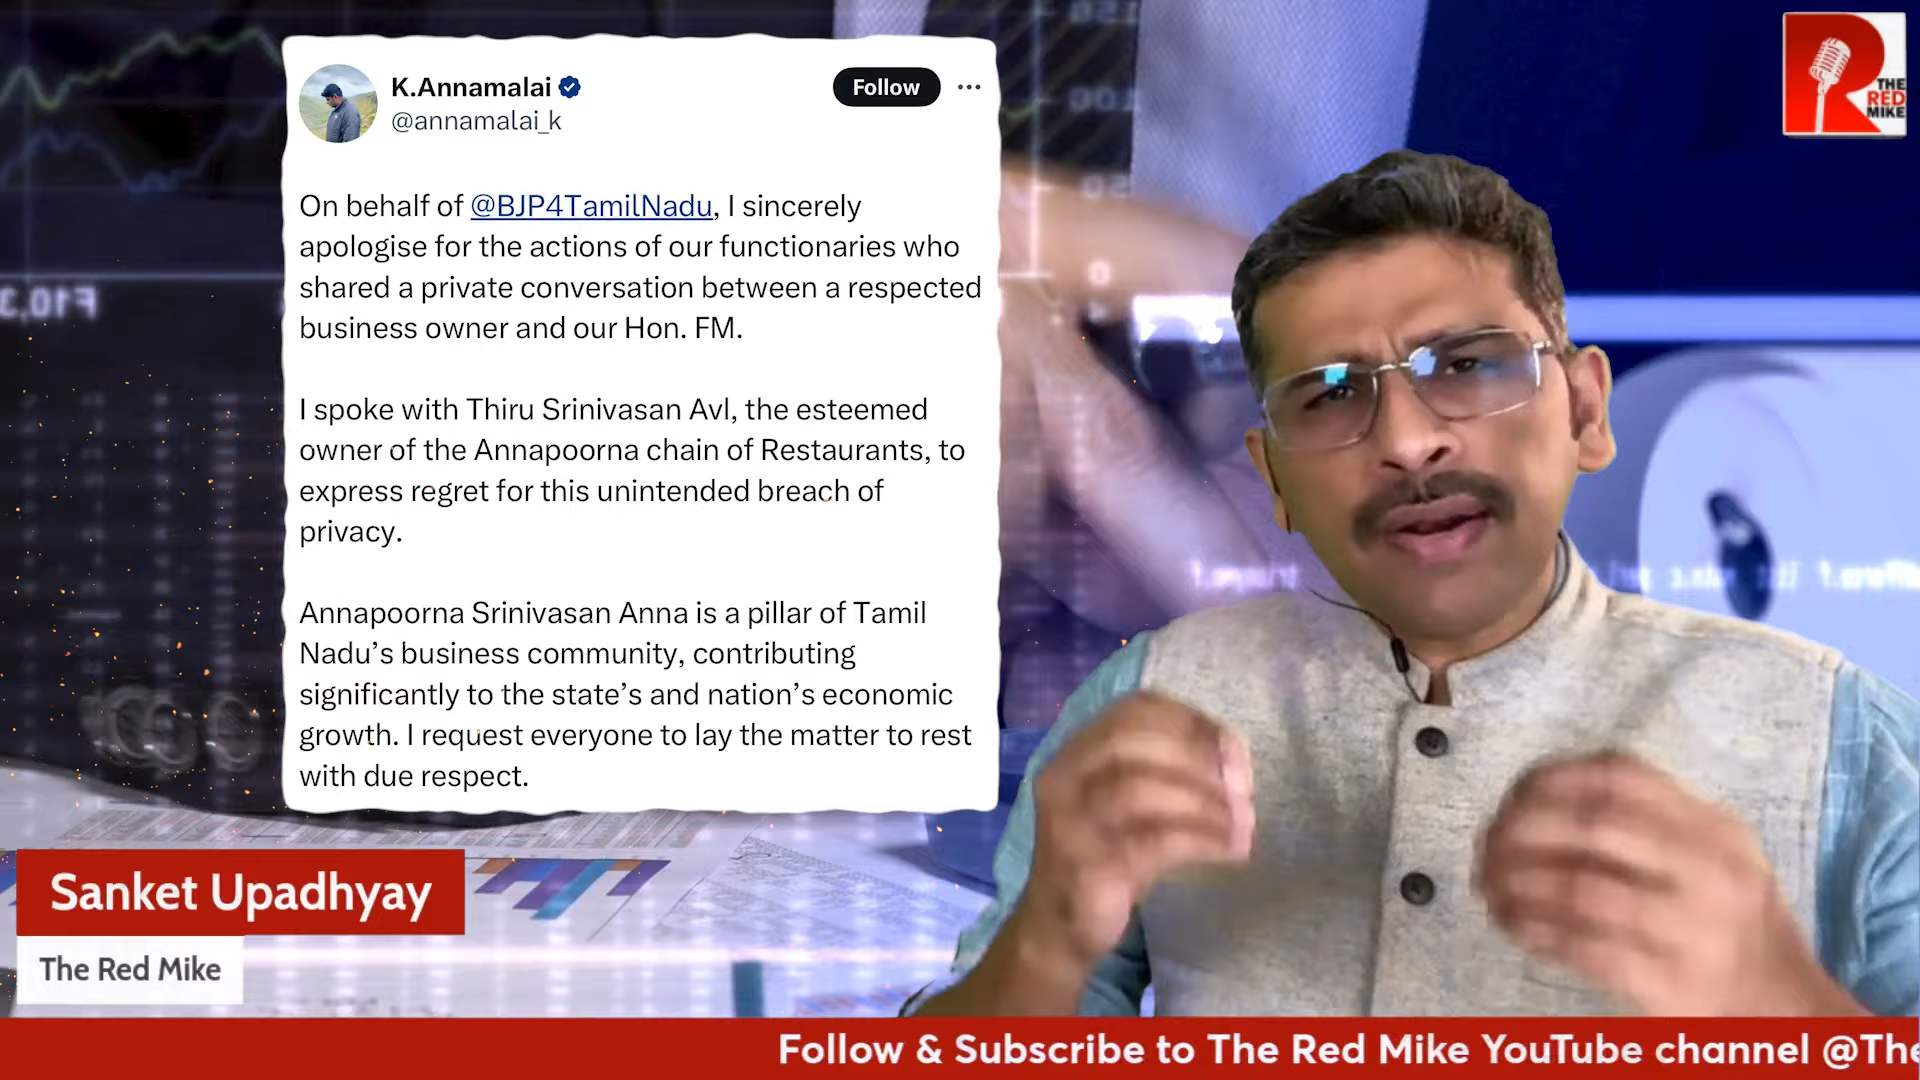 K.Annamalai
@annamalai_k
Follow
On behalf of @BJP4TamilNadu, I sincerely
apologise for the actions of our functionaries who
shared a private conversation between a respected
business owner and our Hon. FM.
I spoke with Thiru Srinivasan Avl, the esteemed
owner of the Annapoorna chain of Restaurants, to
express regret for this unintended breach of
privacy.
Annapoorna Srinivasan Anna is a pillar of Tamil
Nadu’s business community, contributing
significantly to the state’s and nation’s economic
growth. I request everyone to lay the matter to rest
with due respect.
THE
RED
MIKE
Sanket Upadhyay
The Red Mike
Follow & Subscribe to The Red Mike YouTube channel @The